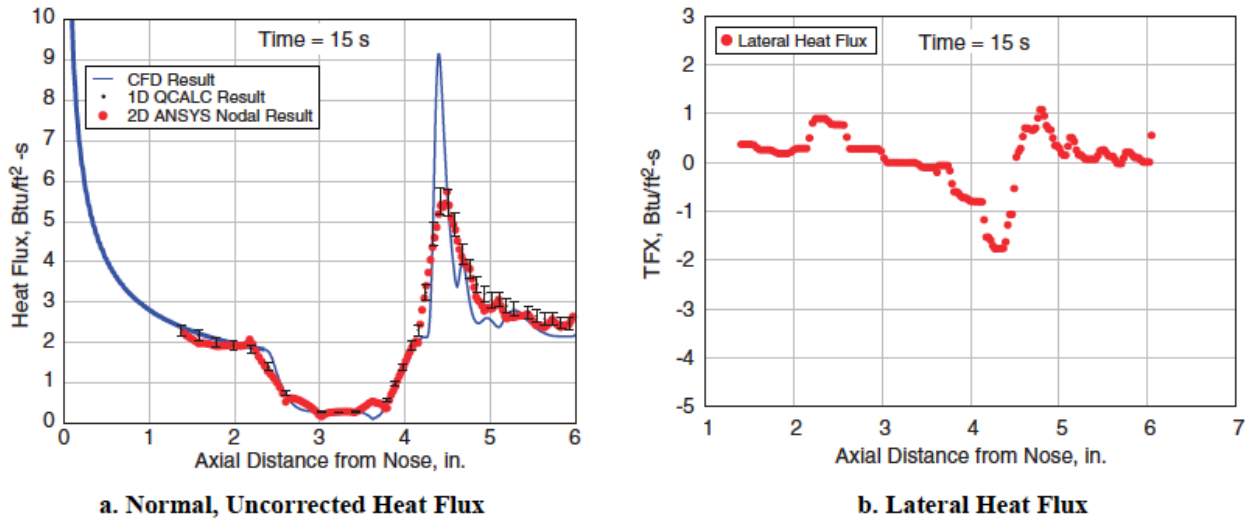 Time = 15 s
CFD Result
1D QCALC Result
2D ANSYS Nodal Result
Heat Flux, Btu/ft²-s
10
9
8
7
6
5
4
3
2
1
0
0 1 2 3 4 5 6
Axial Distance from Nose, in.
a. Normal, Uncorrected Heat Flux
Lateral Heat Flux
Time = 15 s
TFX, Btu/ft²-s
3
2
1
0
-1
-2
-3
-4
-5
1 2 3 4 5 6 7
Axial Distance from Nose, in.
b. Lateral Heat Flux